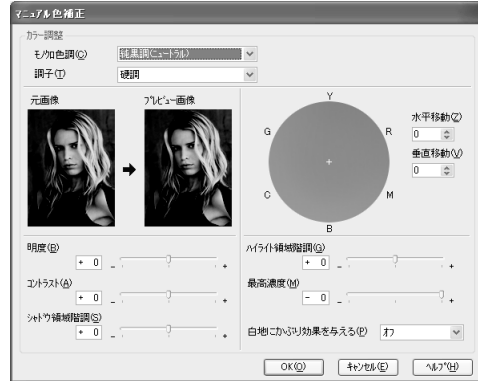 マニュアル色補正
カラー調整
モノクロ色調(C)
純黒調(ニュートラル)
調子(T)
硬調
元画像
プレビュー画像
Y
G
R
C
M
B
水平移動(Z)
0
垂直移動(V)
0
明度(B)
+ 0
- +
コントラスト(A)
+ 0
- +
シャドウ領域階調(S)
+ 0
- +
ハイライト領域階調(G)
+ 0
- +
最高濃度(M)
- 0
- +
白地にかぶり効果を与える(P)
オフ
OK(O)
キャンセル(E)
ヘルプ(H)